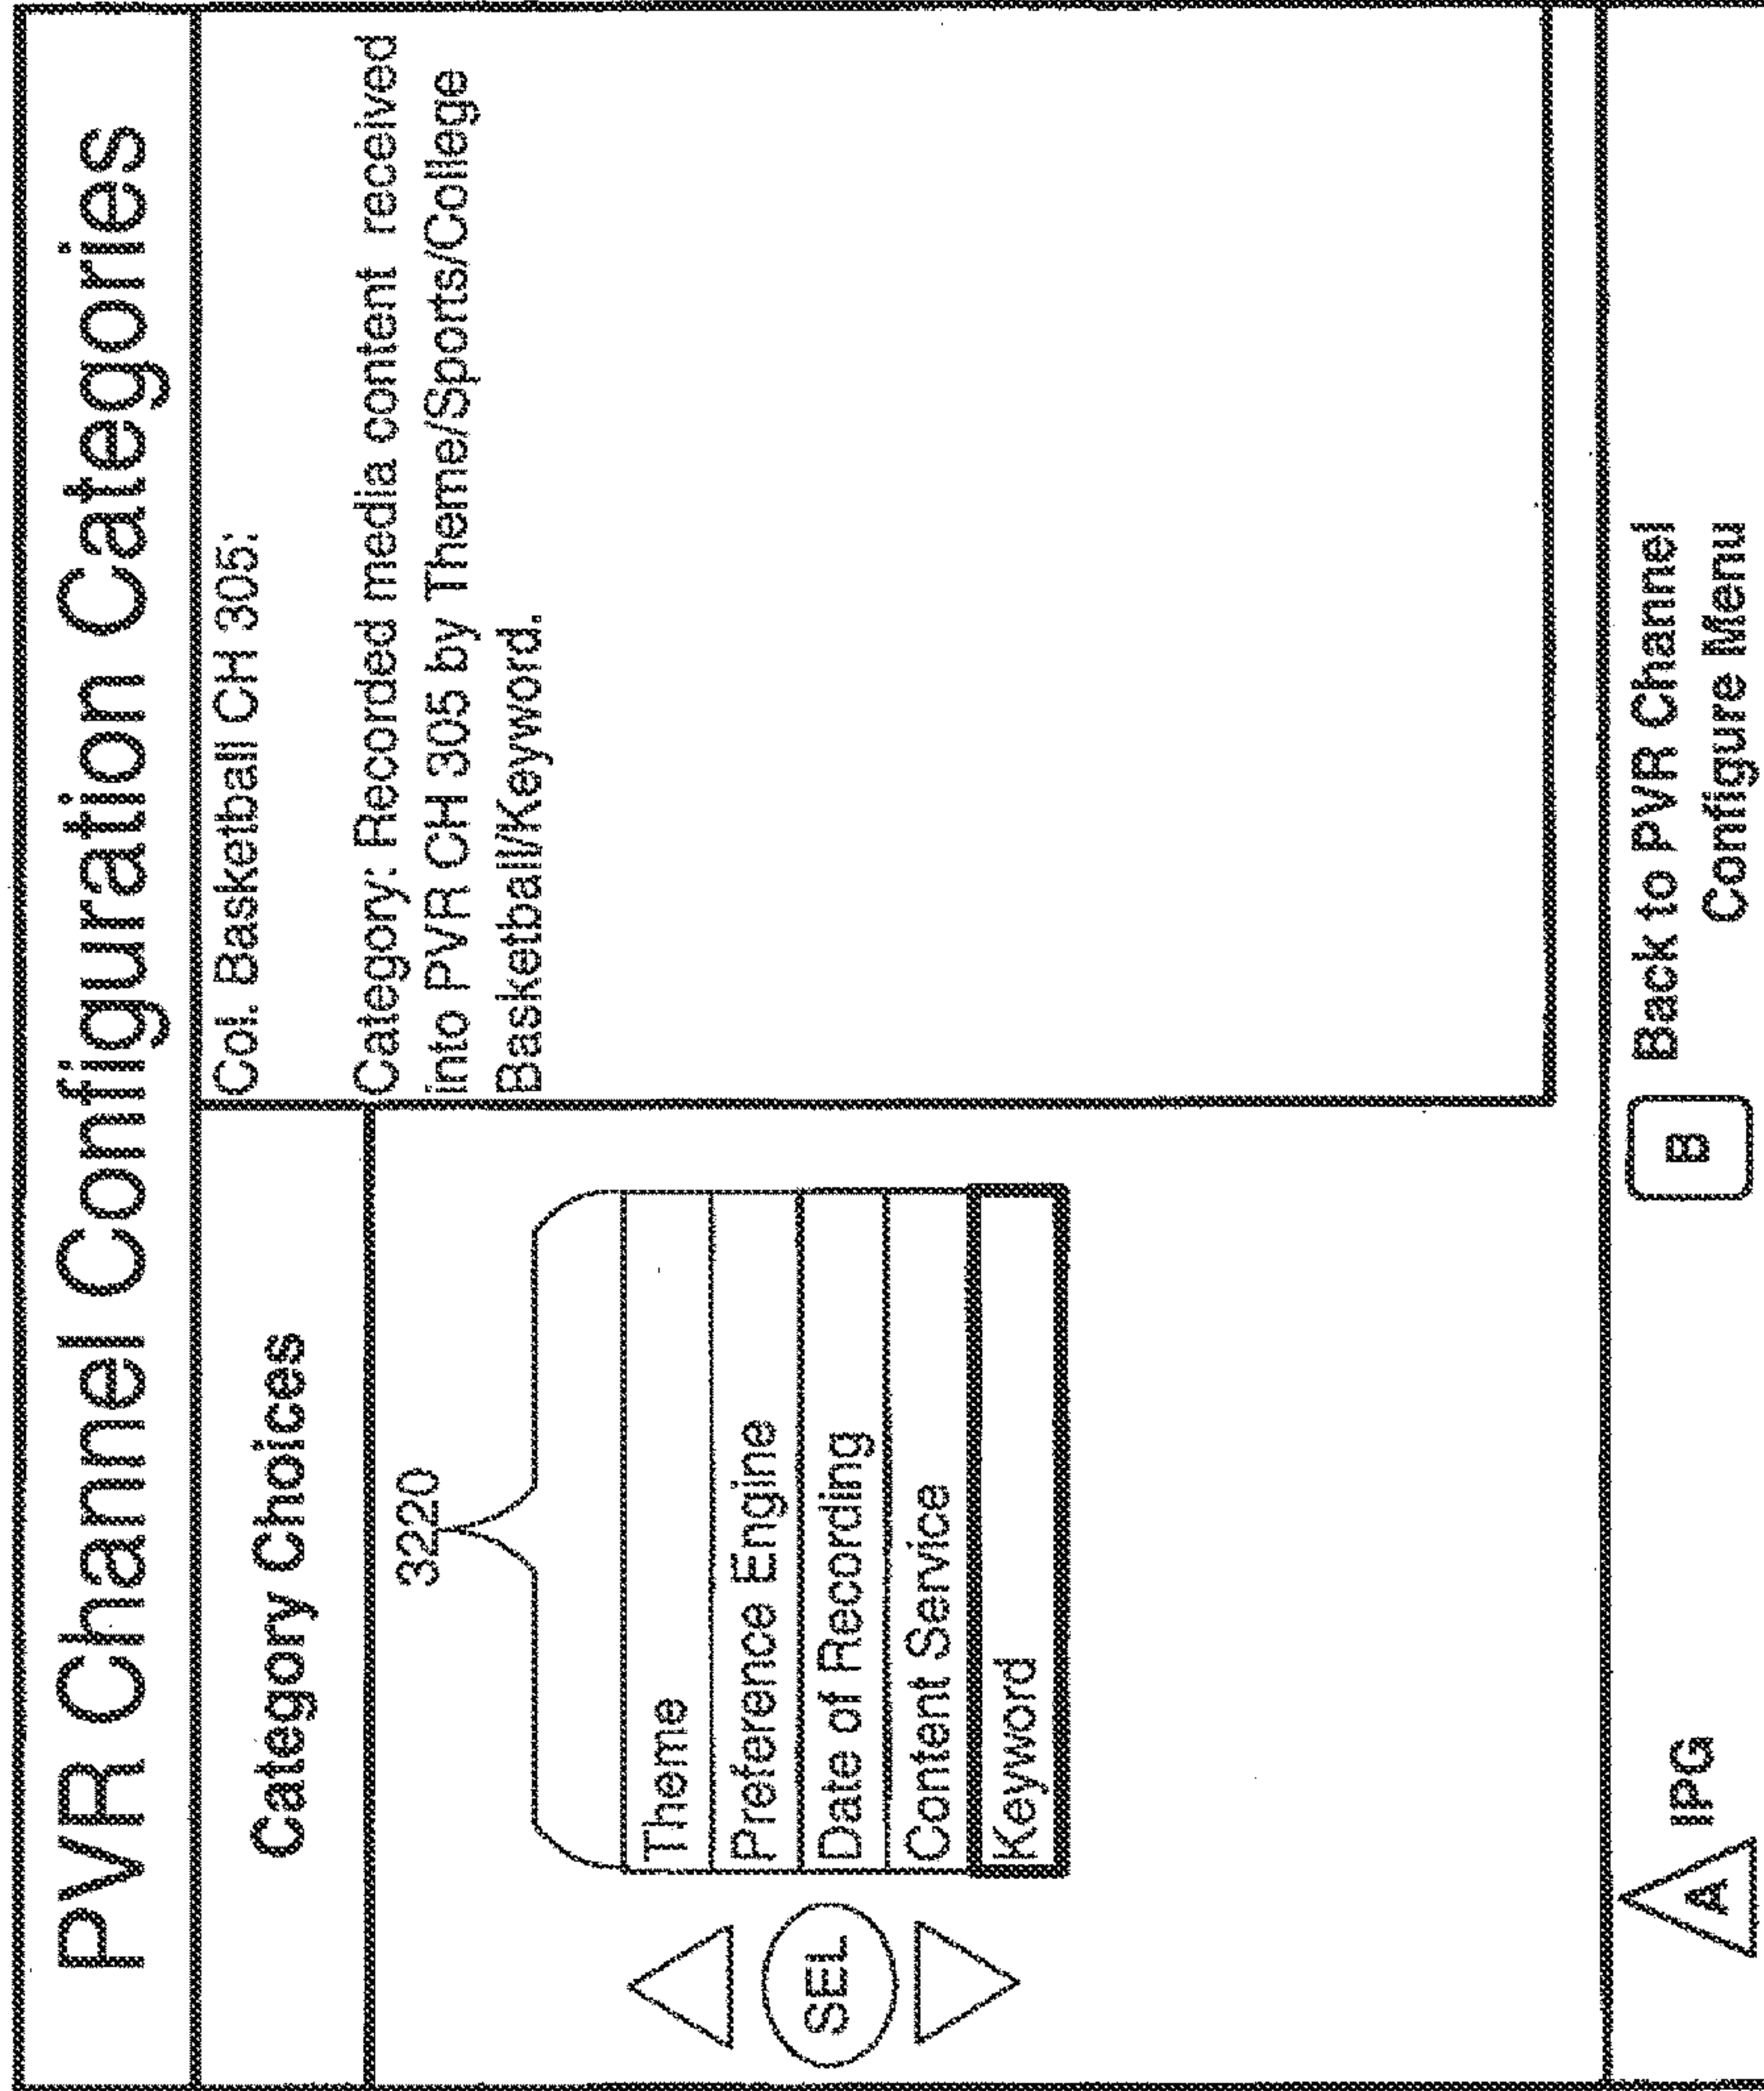 PVR Channel Configuration Categories
Category Choices
3220
Theme
Preference Engine
Date of Recording
Content Service
Keyword
SEL
Col. Basketball CH 305:
Category: Recorded media content received
into PVR CH 305 by Theme/Sports/College
Basketball/Keyword.
A IPG
B Back to PVR Channel
Configure Menu